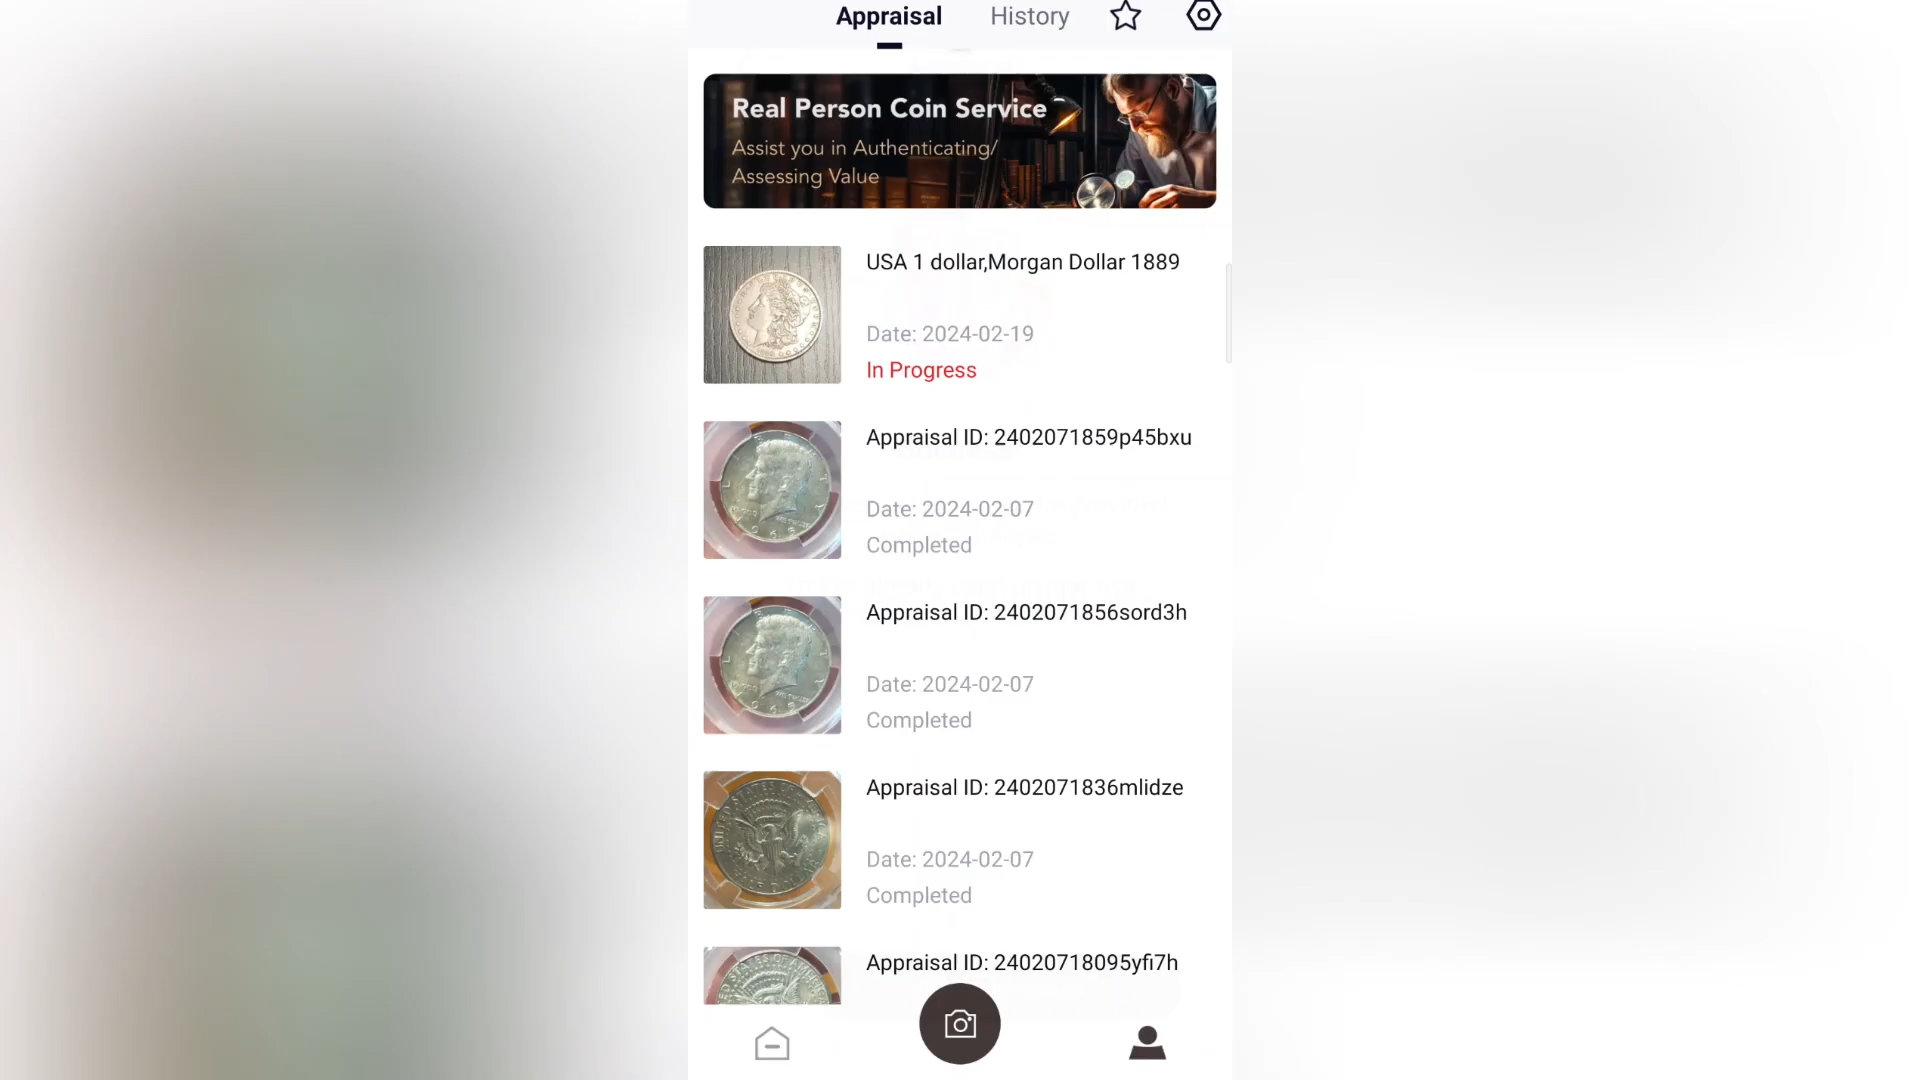 Appraisal History
Real Person Coin Service
Assist you in Authenticating/
Assessing Value
USA 1 dollar,Morgan Dollar 1889
Date: 2024-02-19
In Progress
Appraisal ID: 2402071859p45bxu
Date: 2024-02-07
Completed
Appraisal ID: 2402071856sord3h
Date: 2024-02-07
Completed
Appraisal ID: 2402071836mlidze
Date: 2024-02-07
Completed
Appraisal ID: 24020718095yfi7h